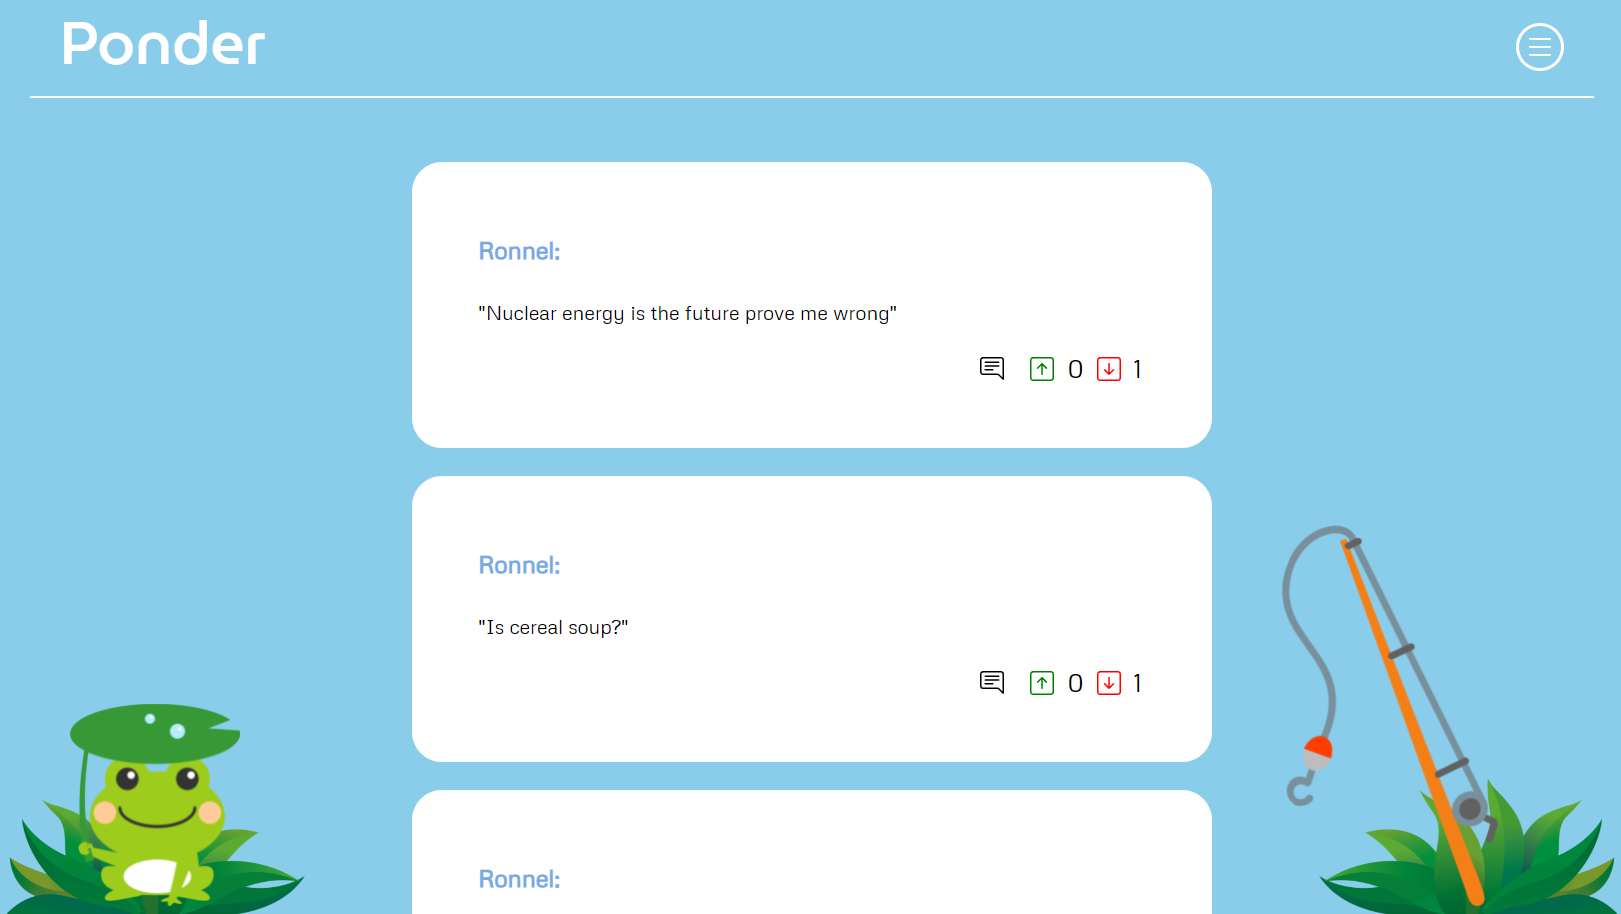 Ponder
Ronnel:
"Nuclear energy is the future prove me wrong"
0 1
Ronnel:
"Is cereal soup?"
0 1
Ronnel: